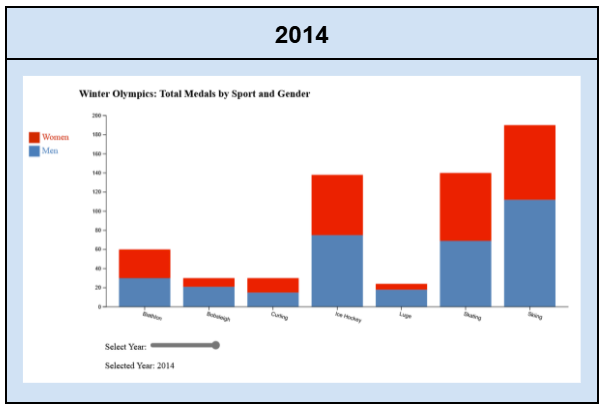 2014
Winter Olympics: Total Medals by Sport and Gender
Women
Men
200
180
160
140
120
100
80
60
40
20
0
Biathlon
Bobsleigh
Curling
Ice Hockey
Luge
Skating
Skiing
Select Year:
Selected Year: 2014